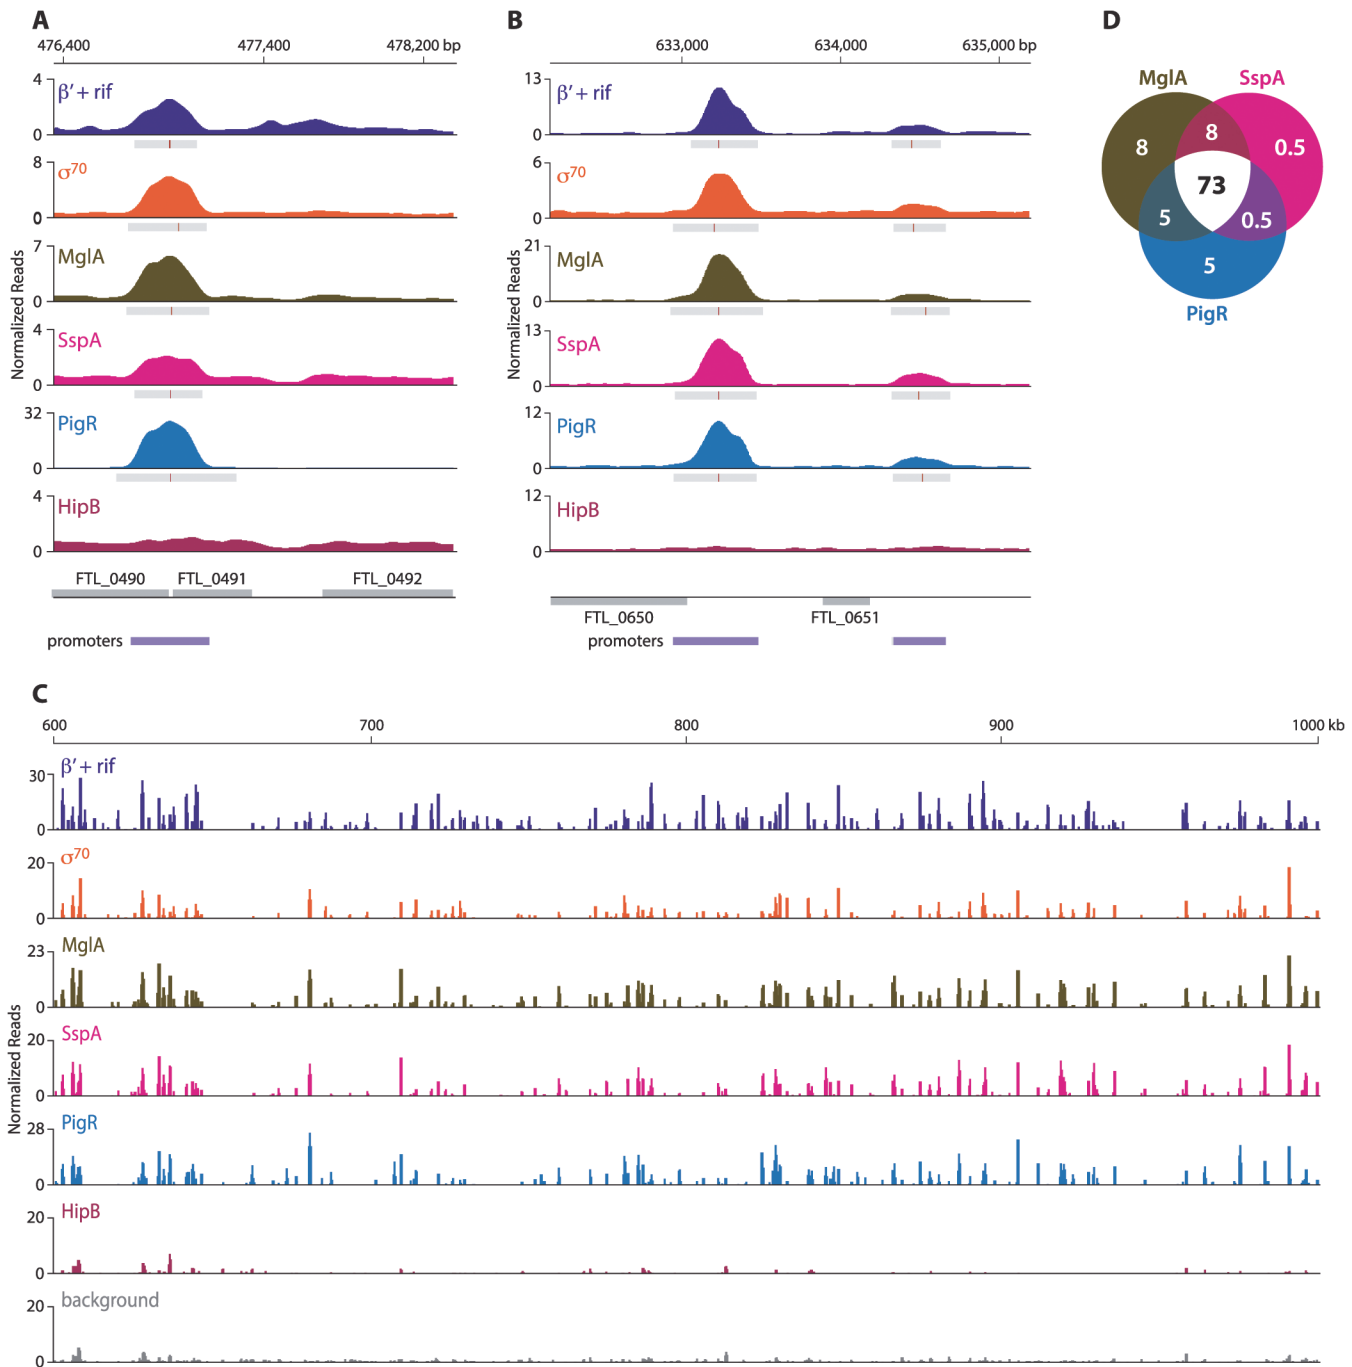 A
476,400 477,400 478,200 bp
4
β′ + rif
0
8
σ70
0
7
MglA
0
4
SspA
0
32
PigR
0
4
HipB
0
Normalized Reads
FTL_0490 FTL_0491 FTL_0492
promoters
B
633,000 634,000 635,000 bp
13
β′ + rif
0
6
σ70
0
21
MglA
0
13
SspA
0
12
PigR
0
12
HipB
0
Normalized Reads
FTL_0650 FTL_0651
promoters
D
MglA SspA
8 8 0.5
73
5 0.5
5
PigR
C
600 700 800 900 1000 kb
β′ + rif
30
0
σ70
20
0
MglA
23
0
SspA
20
0
PigR
28
0
HipB
20
0
background
20
0
Normalized Reads